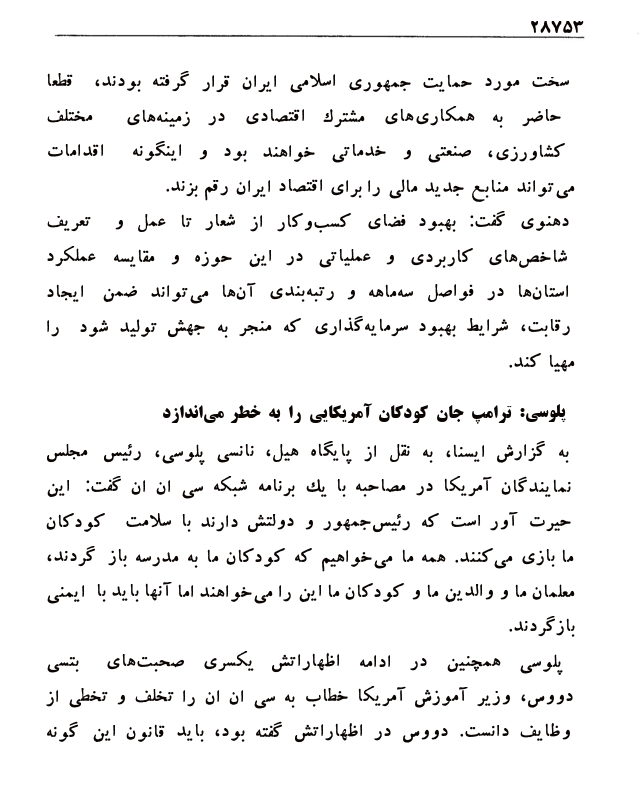 ۲۸۷۵۳
سخت مورد حمایت جمهوری اسلامی ایران قرار گرفته بودند، قطعا
حاضر به همکاری‌های مشترك اقتصادی در زمینه‌های مختلف
کشاورزی، صنعتی و خدماتی خواهند بود و اینگونه اقدامات
می‌تواند منابع جدید مالی را برای اقتصاد ایران رقم بزند.
دهنوی گفت: بهبود فضای کسب‌وکار از شعار تا عمل و تعریف
شاخص‌های کاربردی و عملیاتی در این حوزه و مقایسه عملکرد
استان‌ها در فواصل سه‌ماهه و رتبه‌بندی آن‌ها می‌تواند ضمن ایجاد
رقابت، شرایط بهبود سرمایه‌گذاری که منجر به جهش تولید شود را
مهیا کند.
پلوسی: ترامپ جان کودکان آمریکایی را به خطر می‌اندازد
به گزارش ایسنا، به نقل از پایگاه هیل، نانسی پلوسی، رئیس مجلس
نمایندگان آمریکا در مصاحبه با یك برنامه شبکه سی ان ان گفت: این
حیرت آور است که رئیس‌جمهور و دولتش دارند با سلامت کودکان
ما بازی می‌کنند. همه ما می‌خواهیم که کودکان ما به مدرسه باز گردند،
معلمان ما و والدین ما و کودکان ما این را می‌خواهند اما آنها باید با ایمنی
بازگردند.
پلوسی همچنین در ادامه اظهاراتش یکسری صحبت‌های بتسی
دووس، وزیر آموزش آمریکا خطاب به سی ان ان را تخلف و تخطی از
وظایف دانست. دووس در اظهاراتش گفته بود، باید قانون این گونه